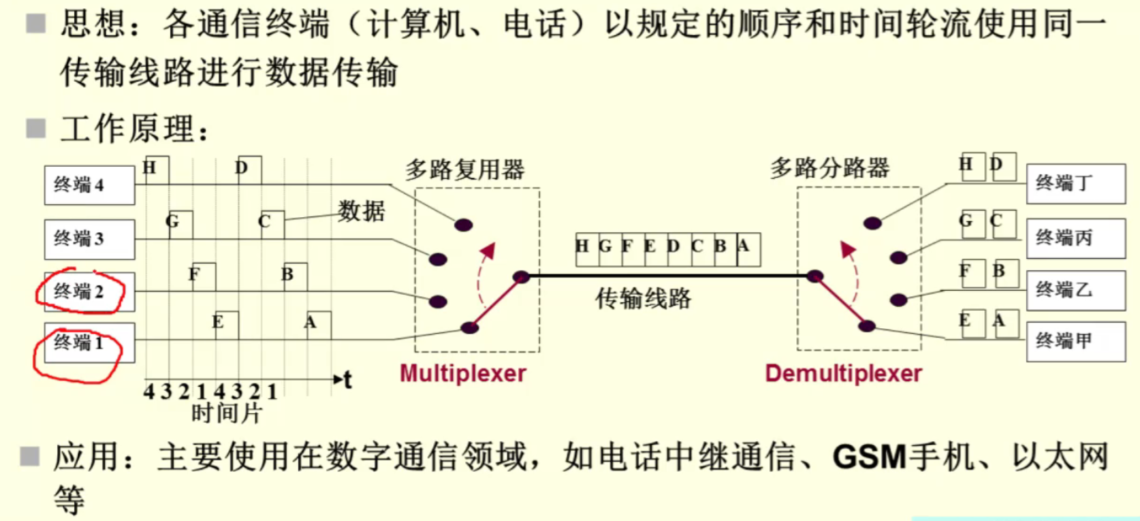 思想：各通信终端（计算机、电话）以规定的顺序和时间轮流使用同一
传输线路进行数据传输
工作原理：
终端4
H
D
终端3
G
C
数据
终端2
F
B
终端1
E
A
4 3 2 1 4 3 2 1
t
时间片
多路复用器
Multiplexer
H G F E D C B A
传输线路
多路分路器
Demultiplexer
H D
终端丁
G C
终端丙
F B
终端乙
E A
终端甲
应用：主要使用在数字通信领域，如电话中继通信、GSM手机、以太网
等